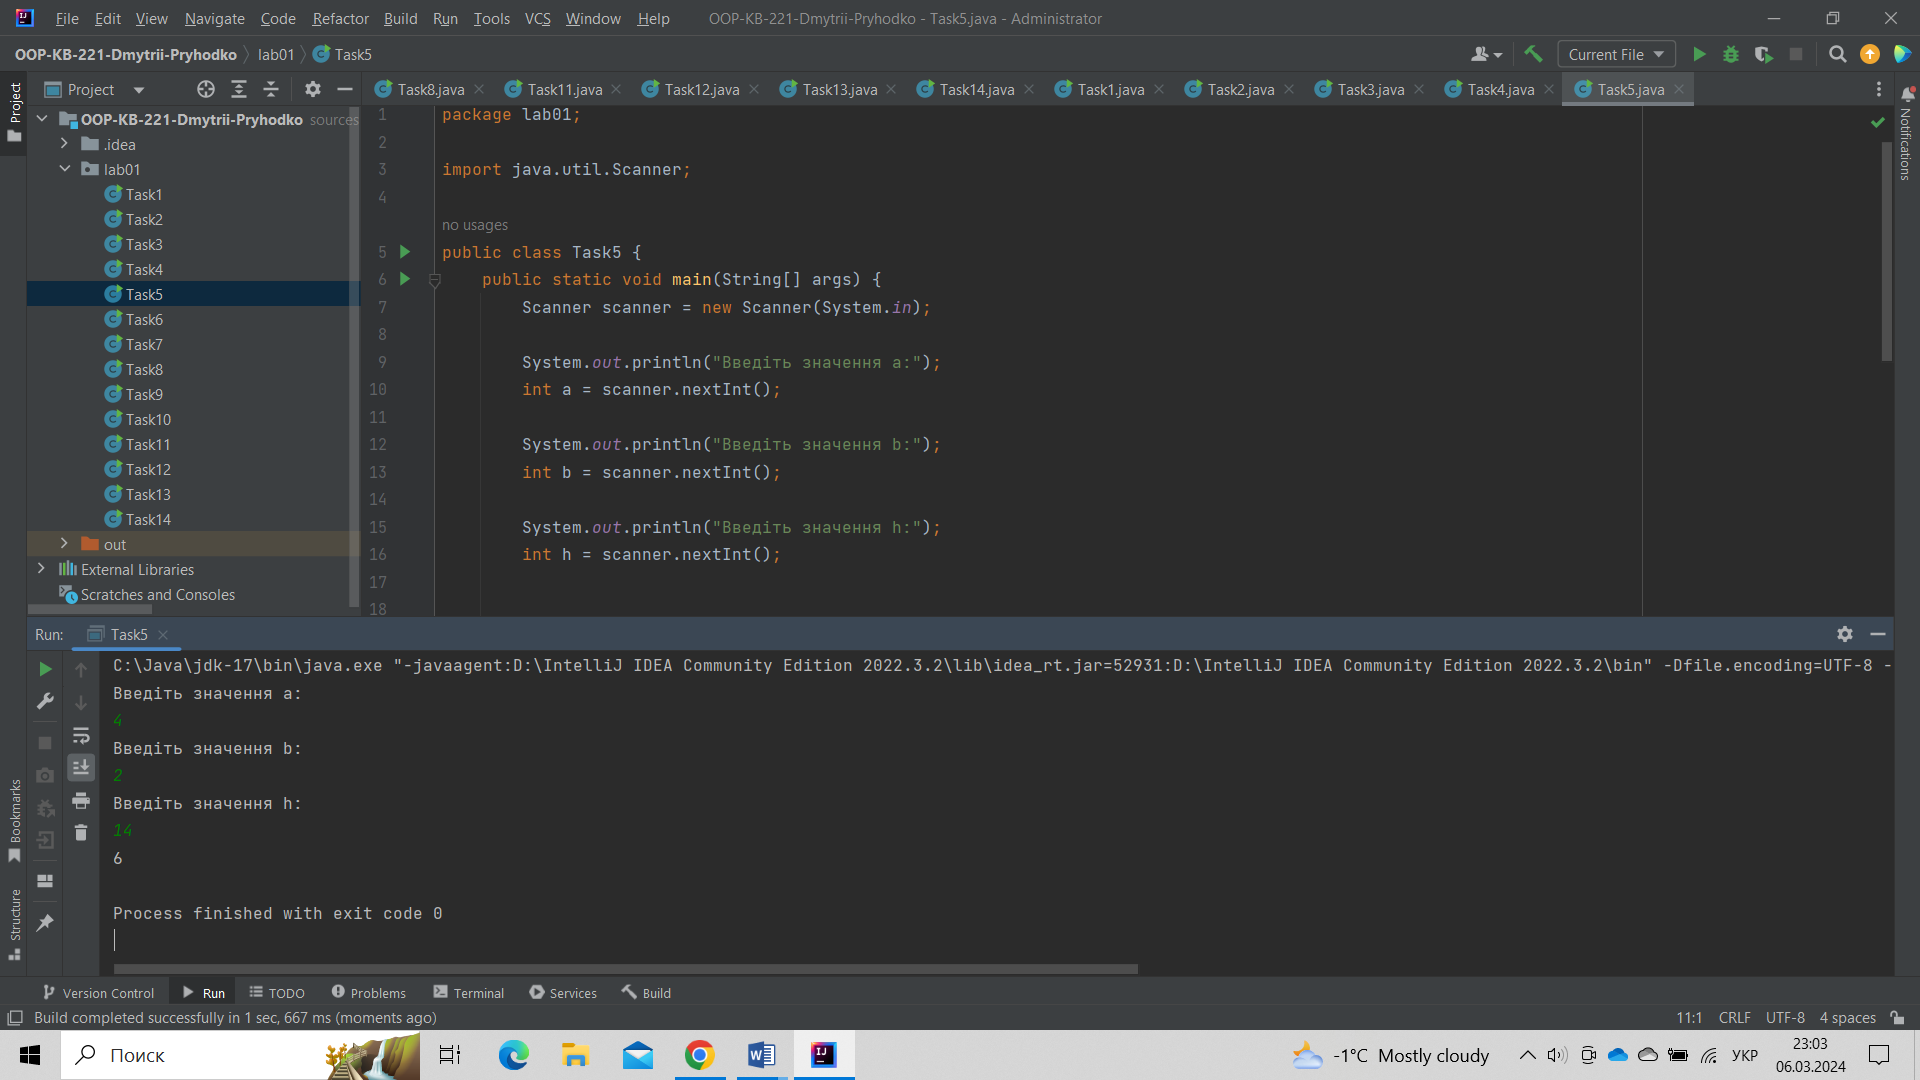 File Edit View Navigate Code Refactor Build Run Tools VCS Window Help OOP-KB-221-Dmytrii-Pryhodko - Task5.java - Administrator
OOP-KB-221-Dmytrii-Pryhodko lab01 Task5 Current File
Project Task8.java Task11.java Task12.java Task13.java Task14.java Task1.java Task2.java Task3.java Task4.java Task5.java
Project
Notifications
OOP-KB-221-Dmytrii-Pryhodko sources
.idea
lab01
Task1
Task2
Task3
Task4
Task5
Task6
Task7
Task8
Task9
Task10
Task11
Task12
Task13
Task14
out
External Libraries
Scratches and Consoles
1 package lab01;
2
3 import java.util.Scanner;
4
no usages
5 public class Task5 {
6 public static void main(String[] args) {
7 Scanner scanner = new Scanner(System.in);
8
9 System.out.println("Введіть значення a:");
10 int a = scanner.nextInt();
11
12 System.out.println("Введіть значення b:");
13 int b = scanner.nextInt();
14
15 System.out.println("Введіть значення h:");
16 int h = scanner.nextInt();
17
18
Run: Task5
C:\Java\jdk-17\bin\java.exe "-javaagent:D:\IntelliJ IDEA Community Edition 2022.3.2\lib\idea_rt.jar=52931:D:\IntelliJ IDEA Community Edition 2022.3.2\bin" -Dfile.encoding=UTF-8 -
Введіть значення a:
4
Введіть значення b:
2
Введіть значення h:
14
6
Process finished with exit code 0
Bookmarks
Structure
Version Control Run TODO Problems Terminal Services Build
Build completed successfully in 1 sec, 667 ms (moments ago) 11:1 CRLF UTF-8 4 spaces
Поиск -1°C Mostly cloudy УКР 23:03
06.03.2024